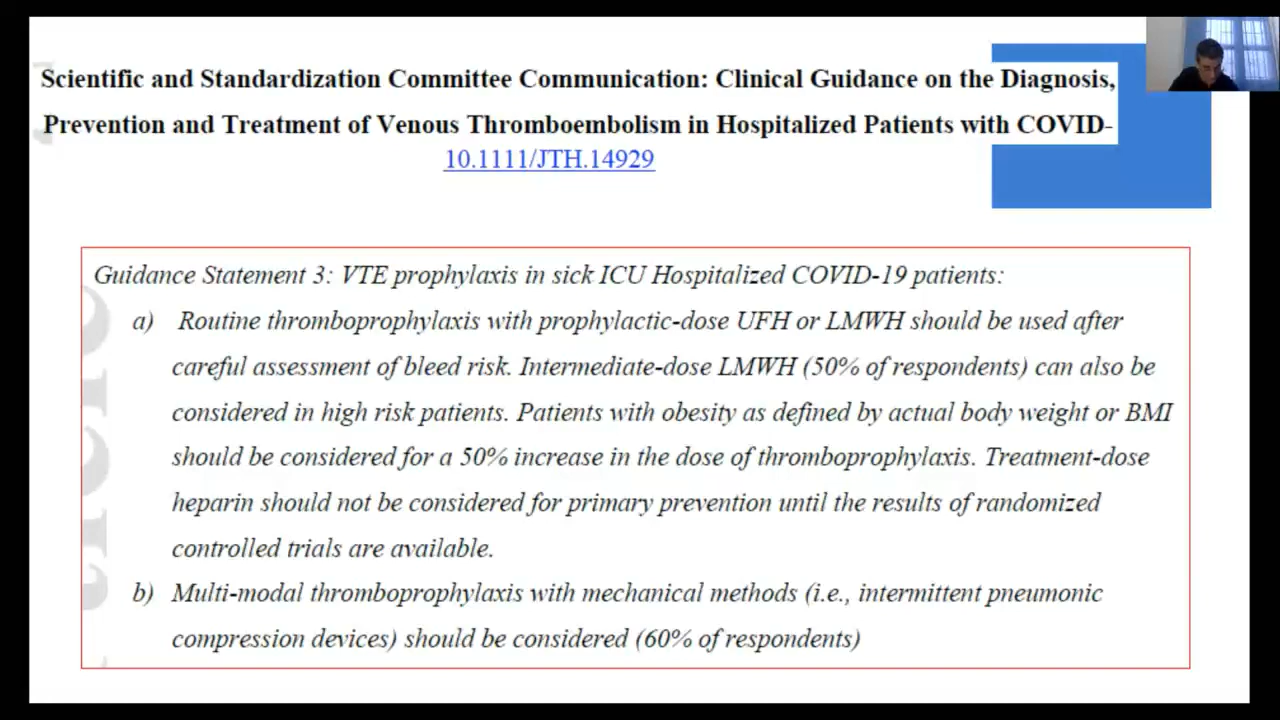 Scientific and Standardization Committee Communication: Clinical Guidance on the Diagnosis,
Prevention and Treatment of Venous Thromboembolism in Hospitalized Patients with COVID-
10.1111/JTH.14929
Guidance Statement 3: VTE prophylaxis in sick ICU Hospitalized COVID-19 patients:
a) Routine thromboprophylaxis with prophylactic-dose UFH or LMWH should be used after
careful assessment of bleed risk. Intermediate-dose LMWH (50% of respondents) can also be
considered in high risk patients. Patients with obesity as defined by actual body weight or BMI
should be considered for a 50% increase in the dose of thromboprophylaxis. Treatment-dose
heparin should not be considered for primary prevention until the results of randomized
controlled trials are available.
b) Multi-modal thromboprophylaxis with mechanical methods (i.e., intermittent pneumonic
compression devices) should be considered (60% of respondents)